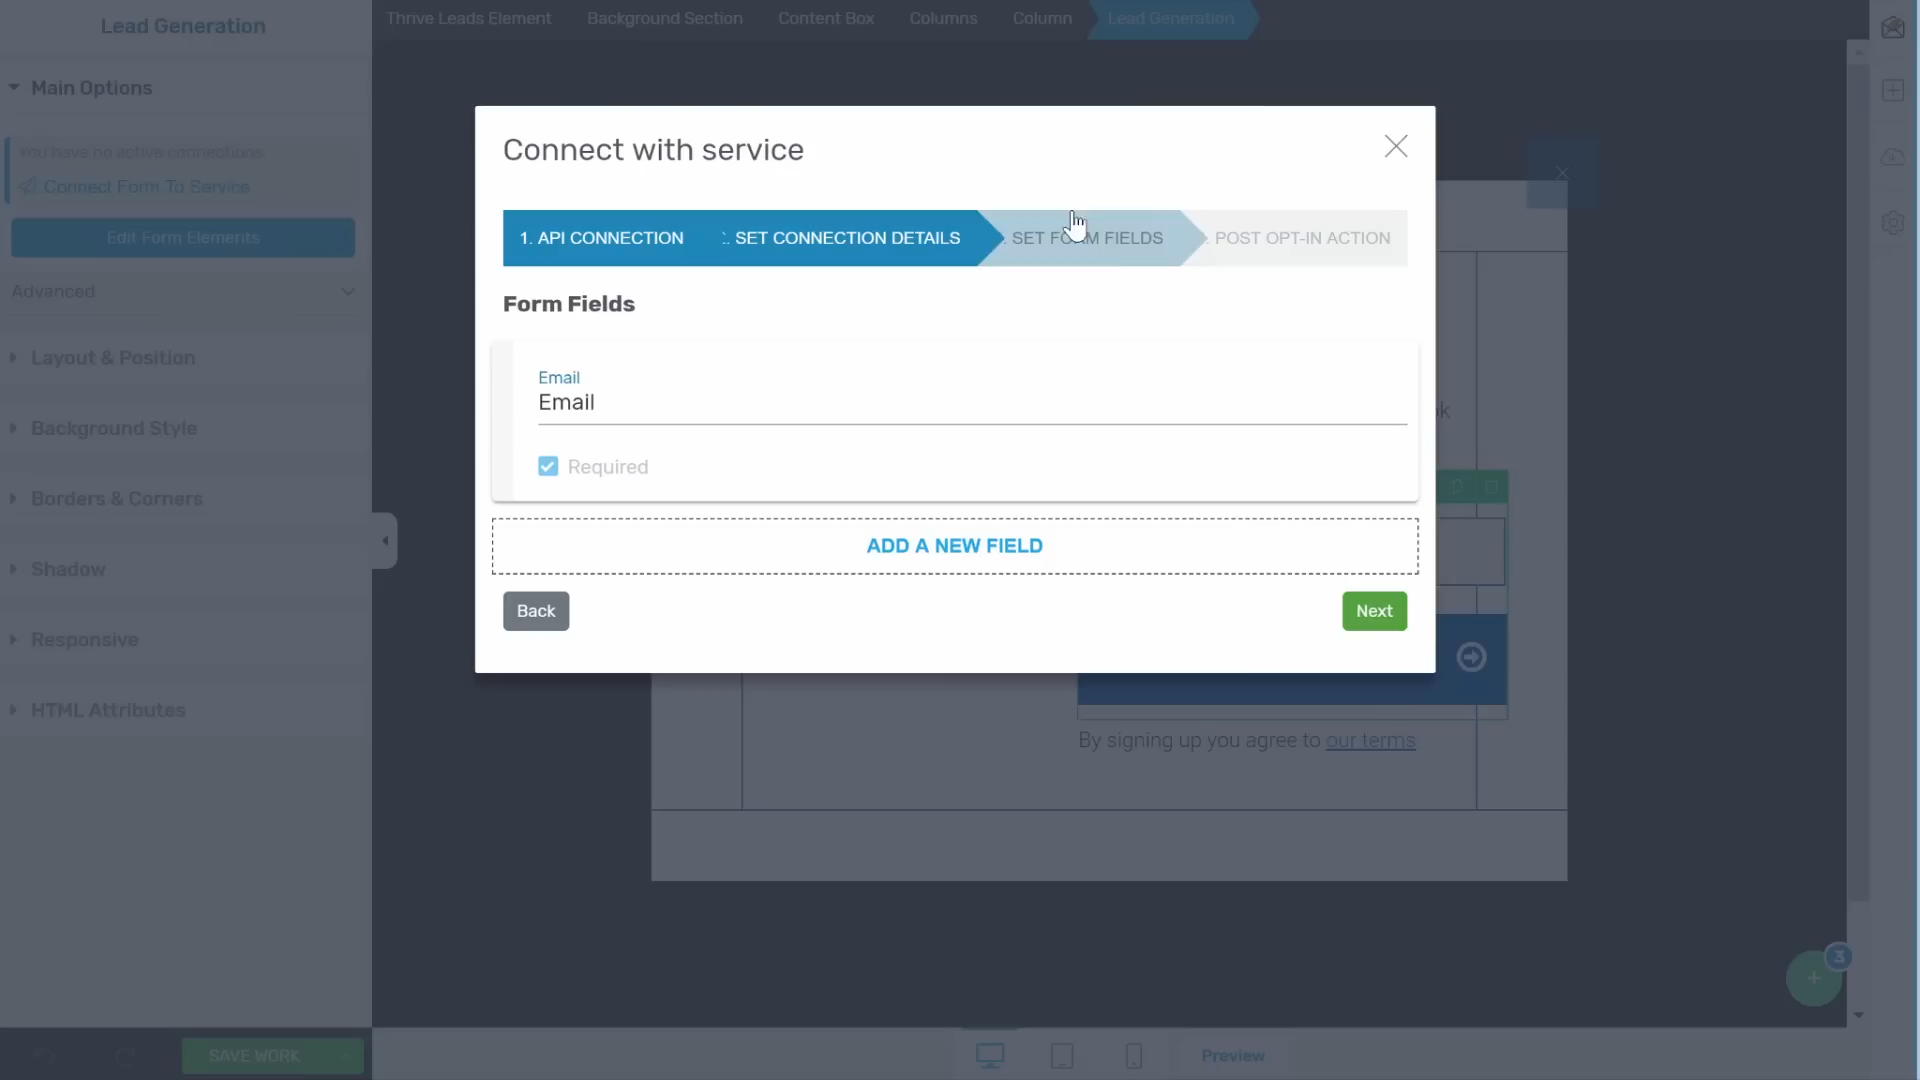 Lead Generation
Thrive Leads Element
Background Section
Content Box
Columns
Column
Lead Generation
Main Options
You have no active connections
Connect Form To Service
Edit Form Elements
Advanced
Layout & Position
Background Style
Borders & Corners
Shadow
Responsive
HTML Attributes
Connect with service
1. API CONNECTION
SET CONNECTION DETAILS
SET FORM FIELDS
POST OPT-IN ACTION
Form Fields
Email
Email
Required
ADD A NEW FIELD
Back
Next
By signing up you agree to our terms
3
SAVE WORK
Preview